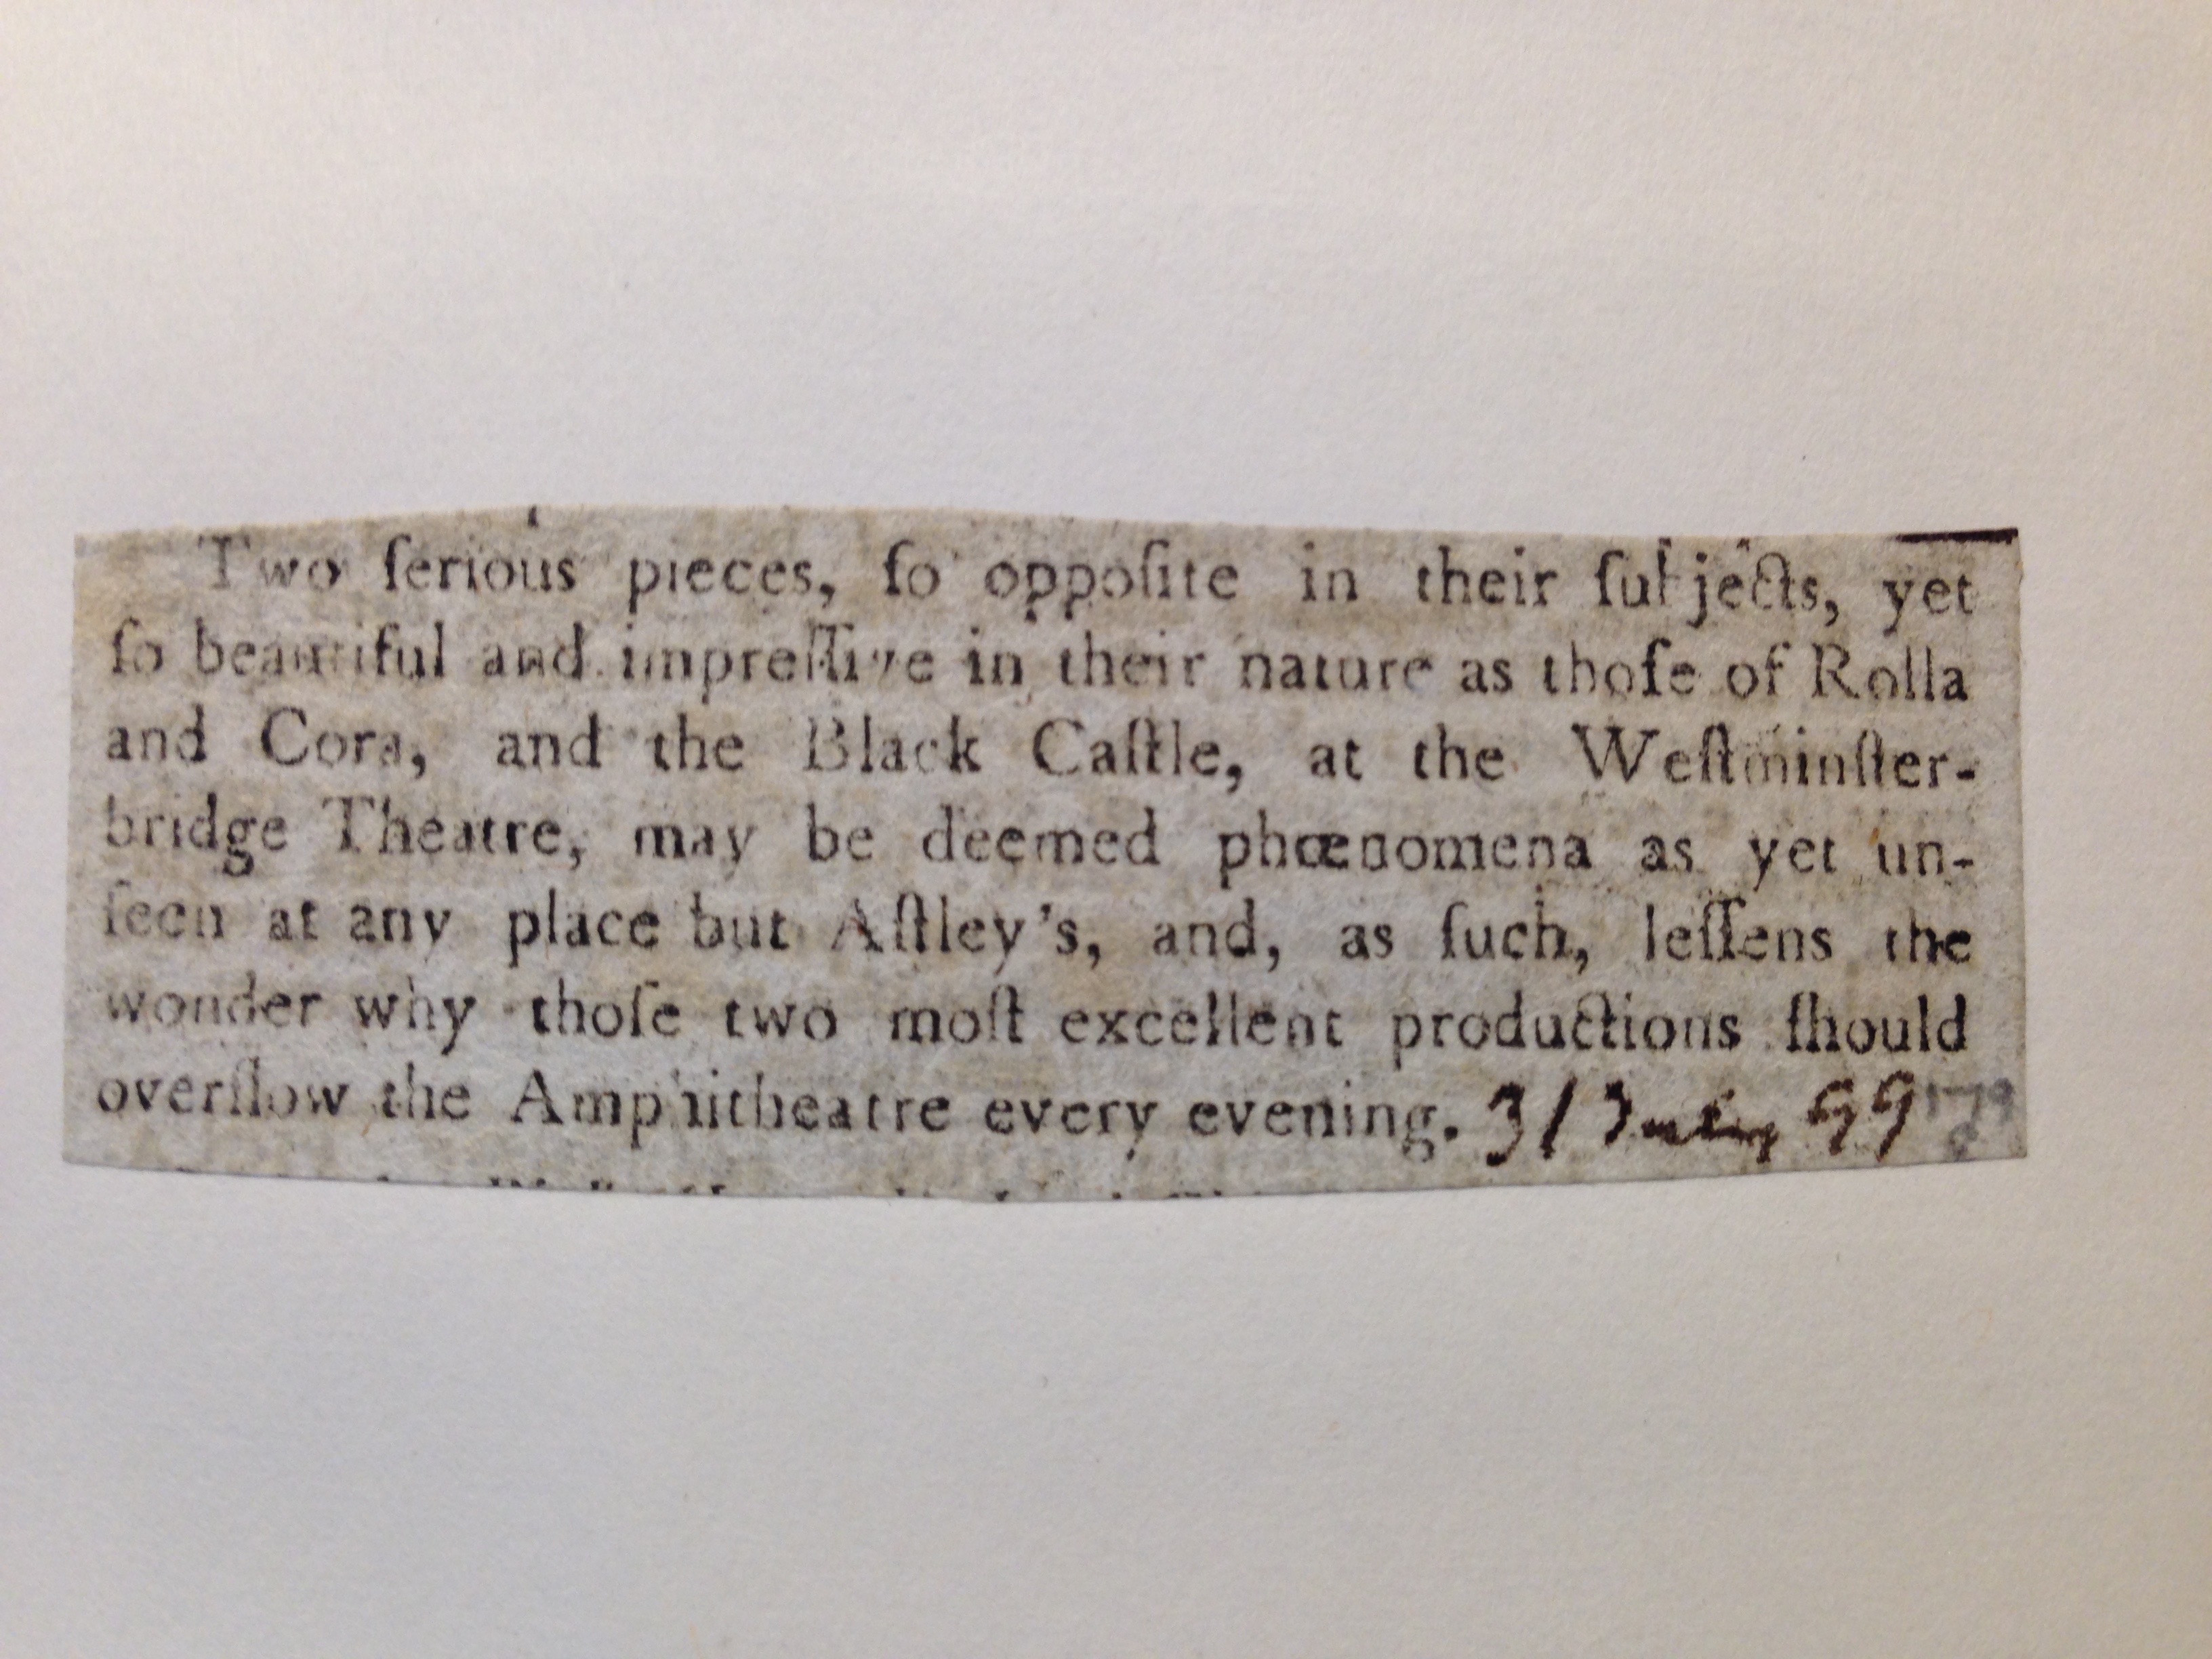 Two ſerious pieces, ſo oppoſite in their ſubjects, yet
ſo beautiful and impreſſive in their nature as thoſe of Rolla
and Cora, and the Black Caſtle, at the Weſtminſter-
bridge Theatre, may be deemed phœnomena as yet un-
ſeen at any place but Aſtley's, and, as ſuch, leſſens the
wonder why thoſe two moſt excellent productions ſhould
overflow the Amphitheatre every evening. 31 July 99